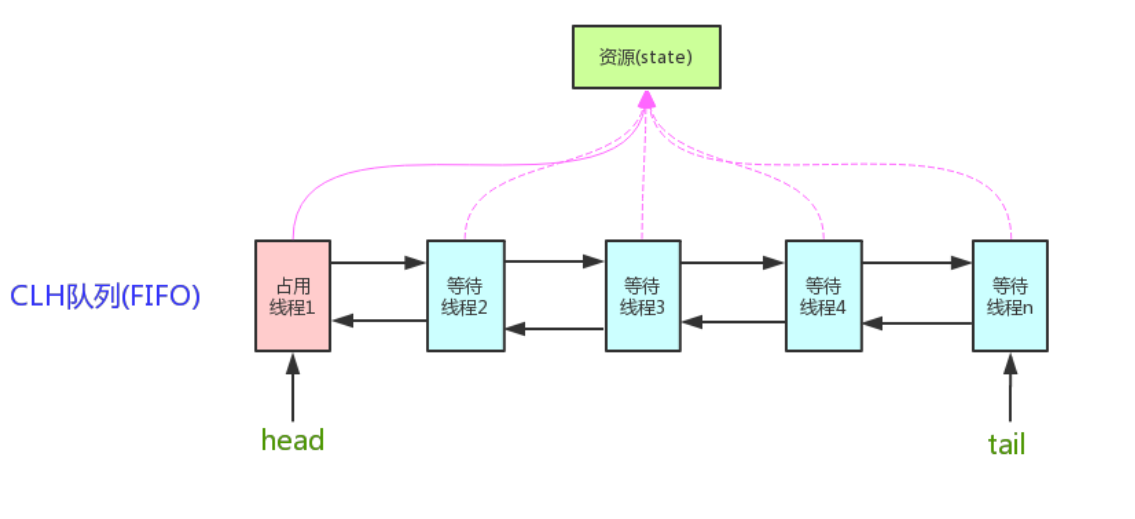 资源(state)
CLH队列(FIFO)
占用
线程1
等待
线程2
等待
线程3
等待
线程4
等待
线程n
head
tail